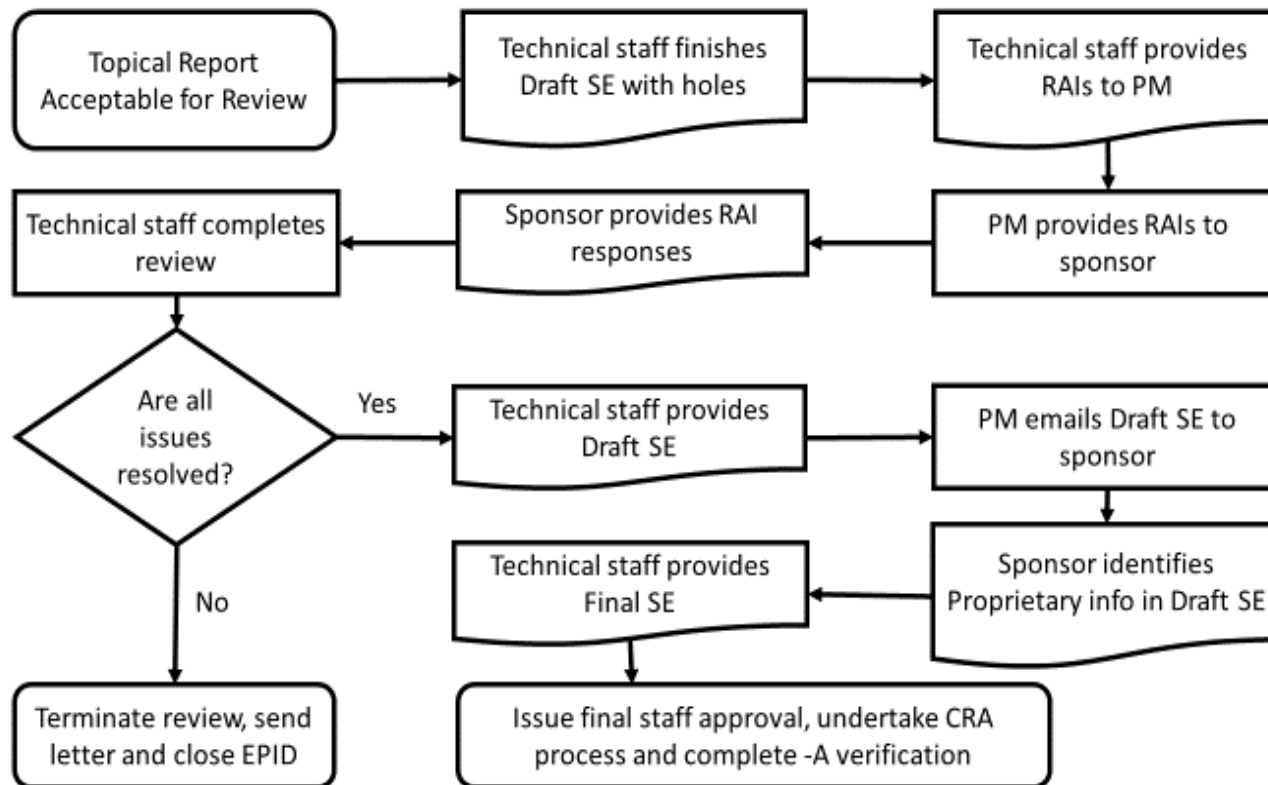 Topical Report
Acceptable for Review
Technical staff finishes
Draft SE with holes
Technical staff provides
RAIs to PM
PM provides RAIs to
sponsor
Sponsor provides RAI
responses
Technical staff completes
review
Are all
issues
resolved?
Yes
Technical staff provides
Draft SE
PM emails Draft SE to
sponsor
Sponsor identifies
Proprietary info in Draft SE
Technical staff provides
Final SE
Issue final staff approval, undertake CRA
process and complete -A verification
No
Terminate review, send
letter and close EPID